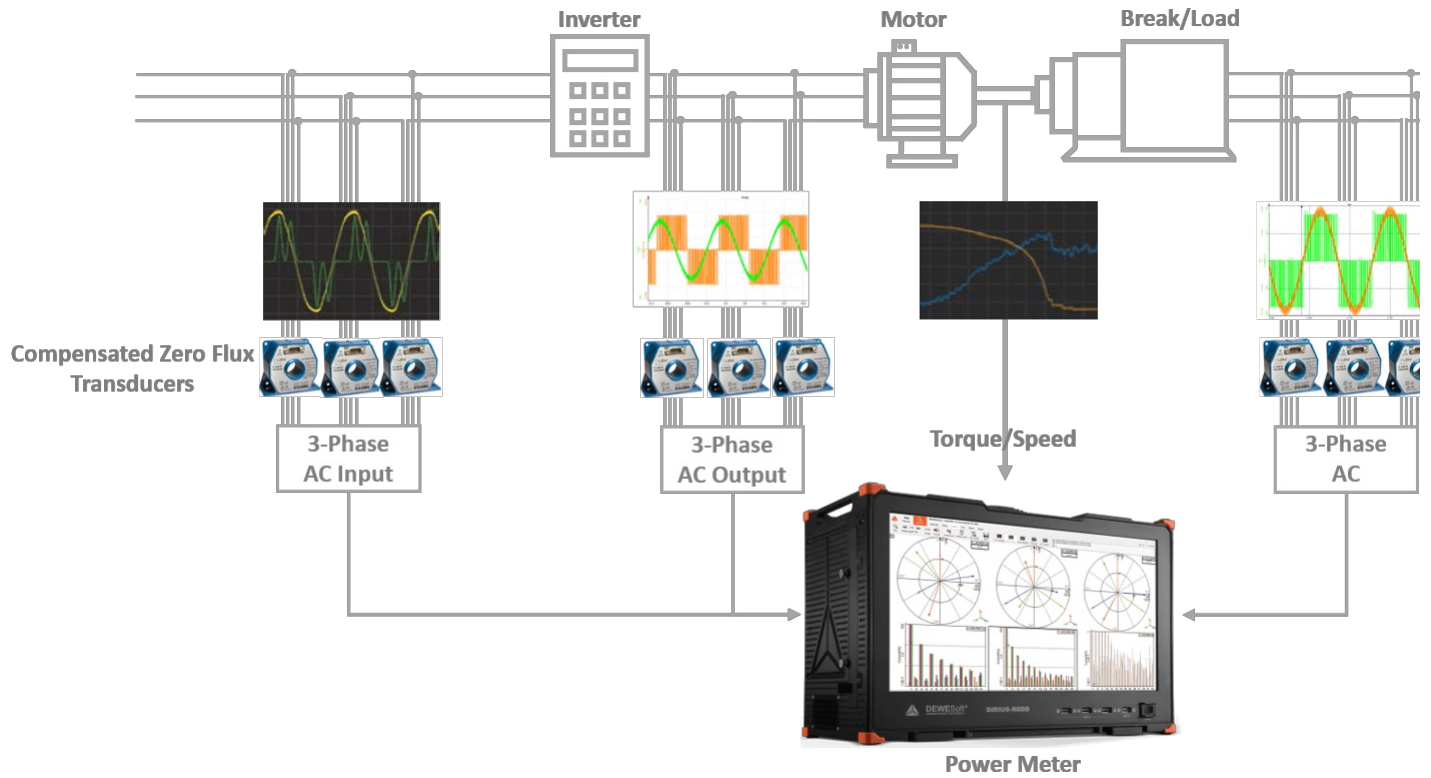 Inverter
Motor
Break/Load
Compensated Zero Flux
Transducers
3-Phase
AC Input
3-Phase
AC Output
Torque/Speed
3-Phase
AC
DEWESoft®
SIRIUS-R8DB
Power Meter